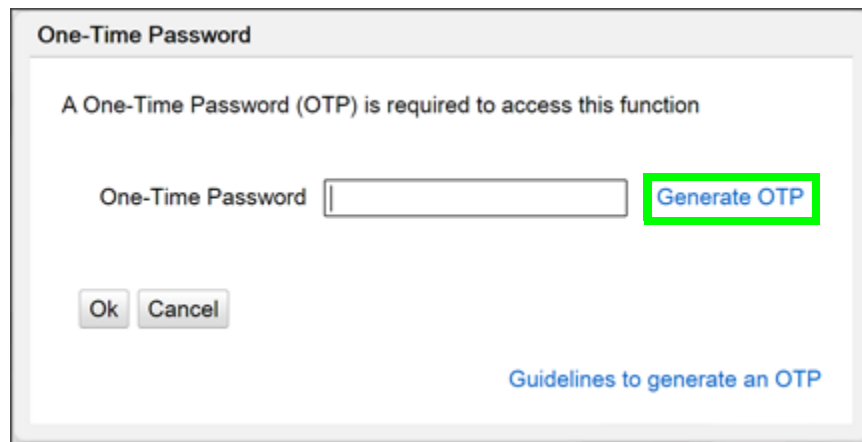 One-Time Password
A One-Time Password (OTP) is required to access this function
One-Time Password Generate OTP
Ok Cancel
Guidelines to generate an OTP